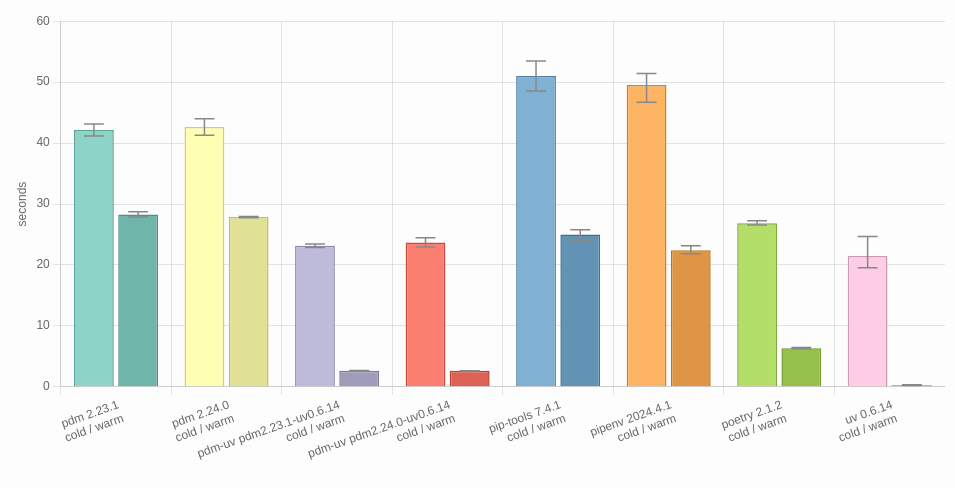 60
50
40
30
20
10
0
seconds
pdm 2.23.1
cold / warm
pdm 2.24.0
cold / warm
pdm-uv pdm2.23.1-uv0.6.14
cold / warm
pdm-uv pdm2.24.0-uv0.6.14
cold / warm
pip-tools 7.4.1
cold / warm
pipenv 2024.4.1
cold / warm
poetry 2.1.2
cold / warm
uv 0.6.14
cold / warm